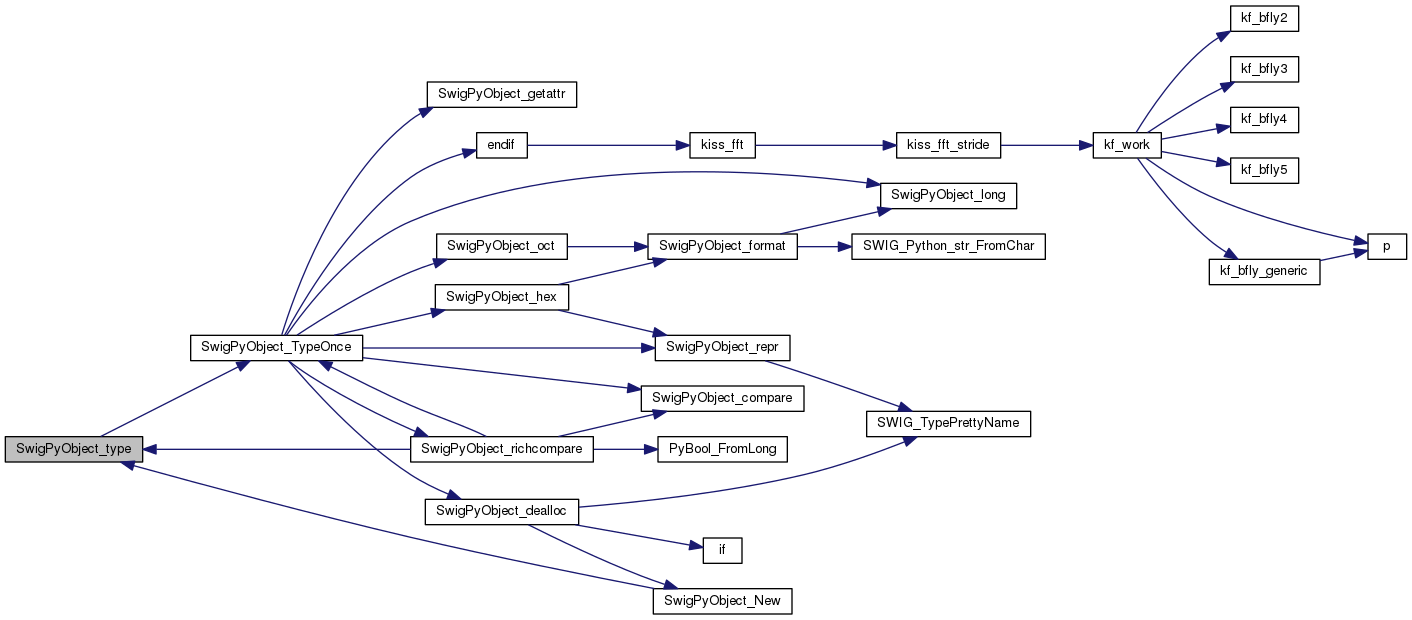 kf_bfly2
kf_bfly3
SwigPyObject_getattr
kf_bfly4
endif
kiss_fft
kiss_fft_stride
kf_work
kf_bfly5
SwigPyObject_long
SwigPyObject_oct
SwigPyObject_format
SWIG_Python_str_FromChar
p
kf_bfly_generic
SwigPyObject_hex
SwigPyObject_TypeOnce
SwigPyObject_repr
SwigPyObject_compare
SWIG_TypePrettyName
SwigPyObject_type
SwigPyObject_richcompare
PyBool_FromLong
SwigPyObject_dealloc
if
SwigPyObject_New